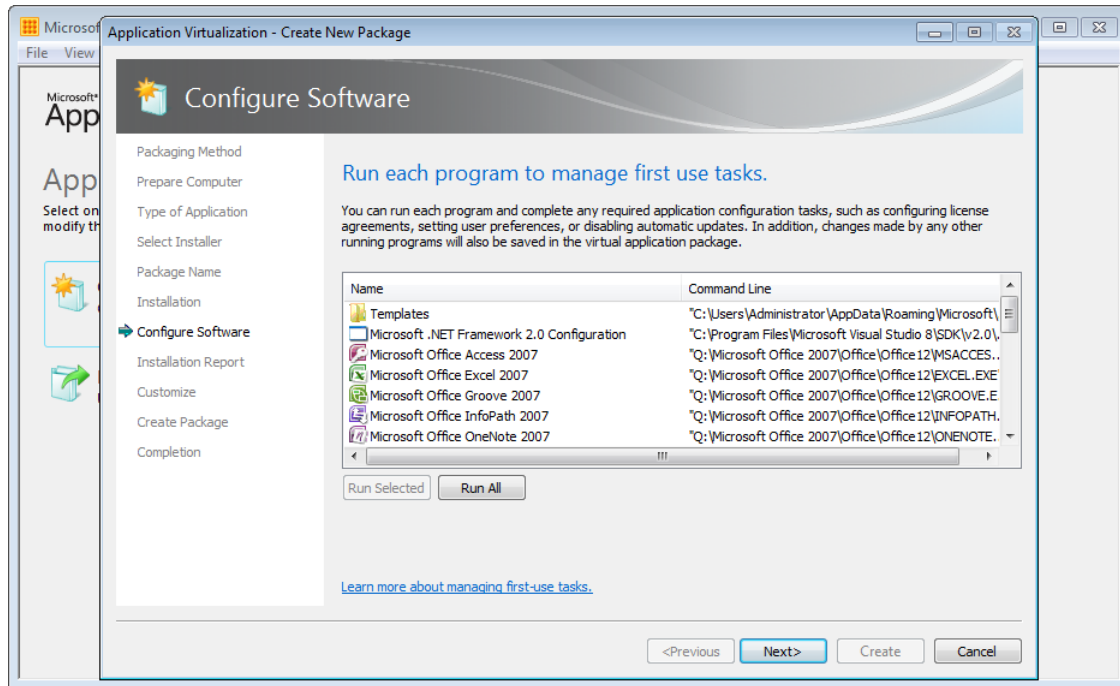 Microsof
File View
Application Virtualization - Create New Package
Microsoft®
App
App
Select on
modify th
Configure Software
Packaging Method
Prepare Computer
Type of Application
Select Installer
Package Name
Installation
Configure Software
Installation Report
Customize
Create Package
Completion
Run each program to manage first use tasks.
You can run each program and complete any required application configuration tasks, such as configuring license
agreements, setting user preferences, or disabling automatic updates. In addition, changes made by any other
running programs will also be saved in the virtual application package.
Name Command Line
Templates "C:\Users\Administrator\AppData\Roaming\Microsoft\
Microsoft .NET Framework 2.0 Configuration "C:\Program Files\Microsoft Visual Studio 8\SDK\v2.0\.
Microsoft Office Access 2007 "Q:\Microsoft Office 2007\Office\Office12\MSACCES...
Microsoft Office Excel 2007 "Q:\Microsoft Office 2007\Office\Office12\EXCEL.EXE"
Microsoft Office Groove 2007 "Q:\Microsoft Office 2007\Office\Office12\GROOVE.E
Microsoft Office InfoPath 2007 "Q:\Microsoft Office 2007\Office\Office12\INFOPATH.
Microsoft Office OneNote 2007 "Q:\Microsoft Office 2007\Office\Office12\ONENOTE.
Run Selected Run All
Learn more about managing first-use tasks.
<Previous Next> Create Cancel